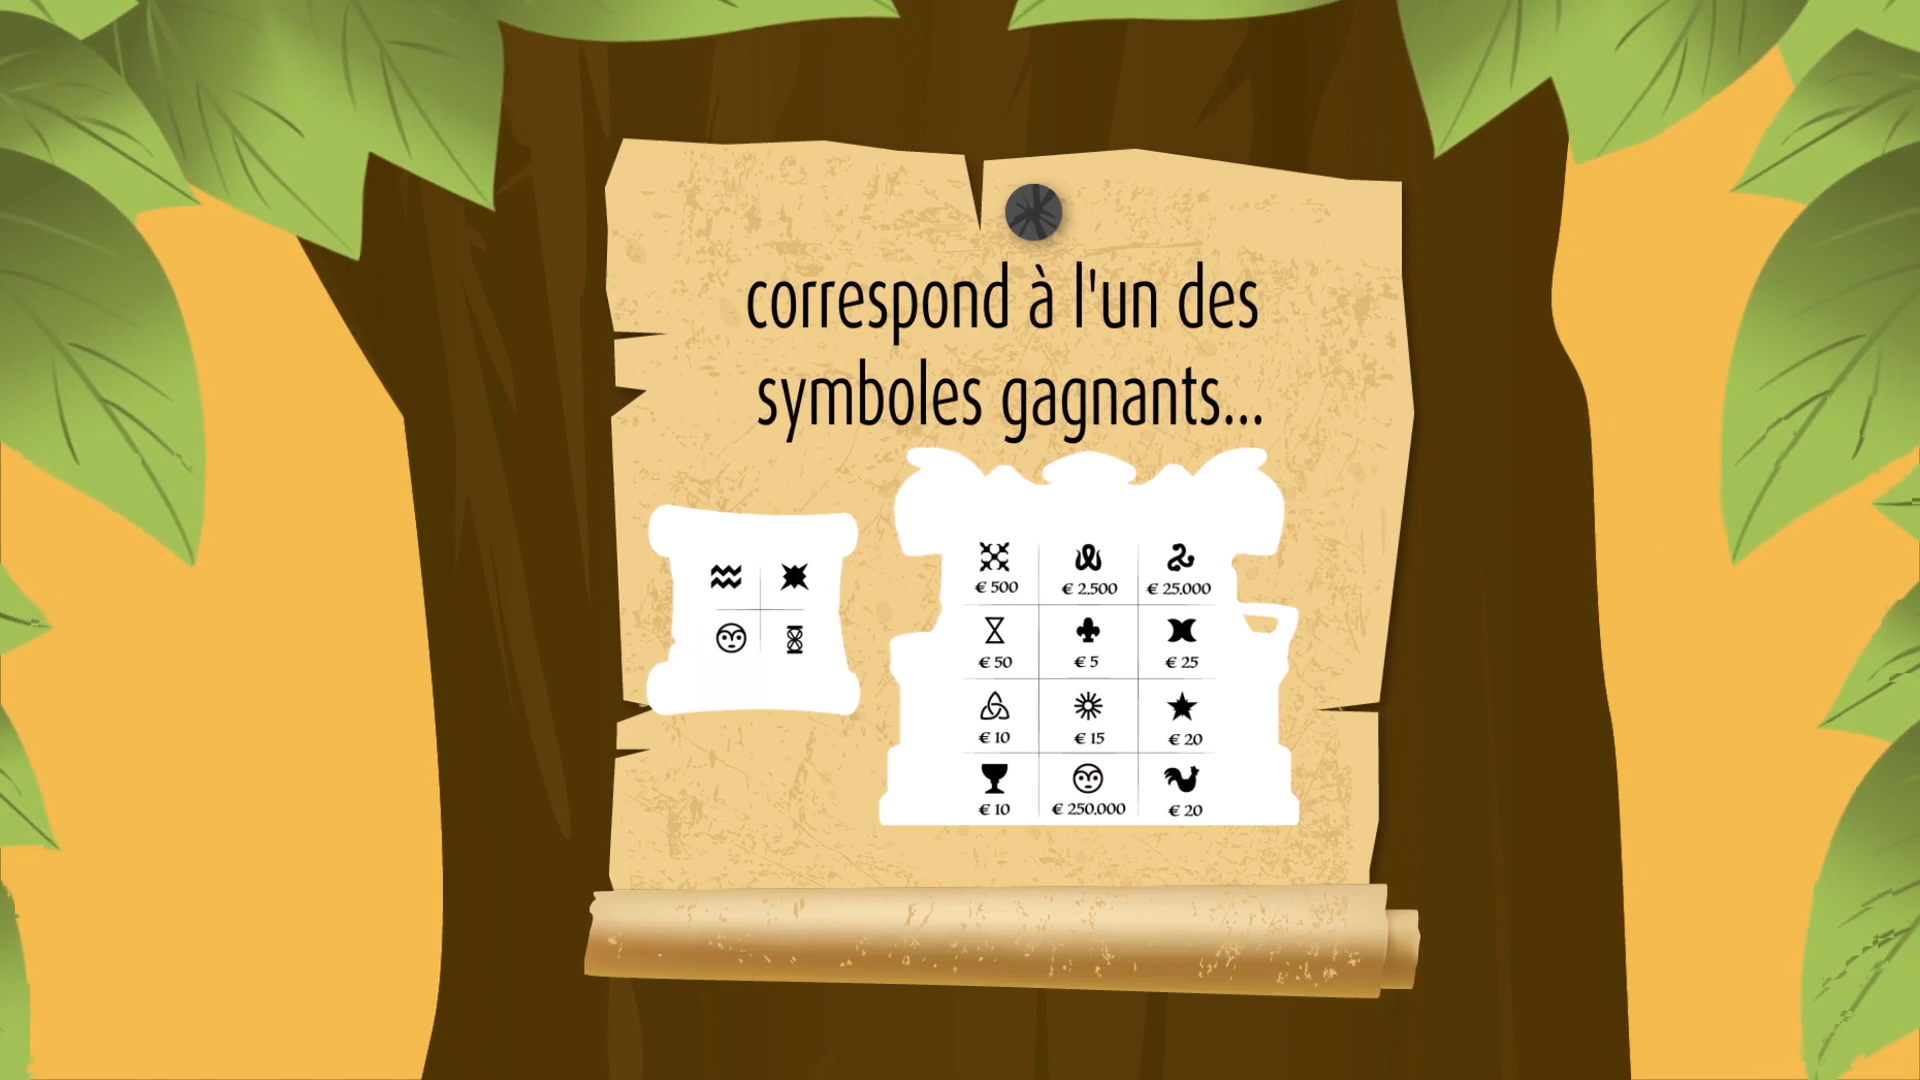 correspond à l'un des
symboles gagnants...
€ 500 € 2.500 € 25.000
€ 50 € 5 € 25
€ 10 € 15 € 20
€ 10 € 250.000 € 20